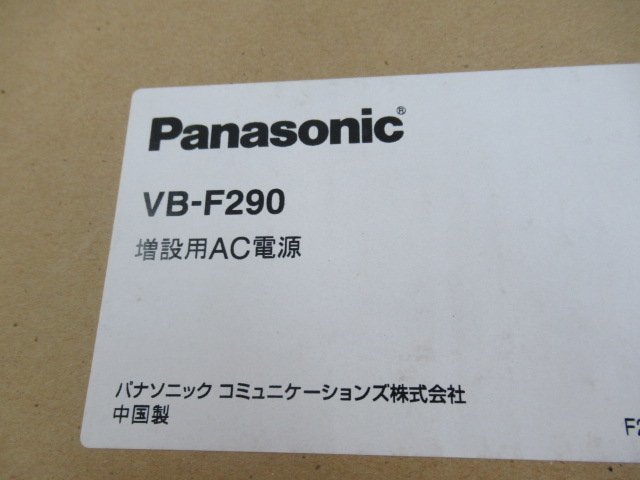 Panasonic®
VB-F290
増設用AC電源
パナソニック コミュニケーションズ株式会社
中国製